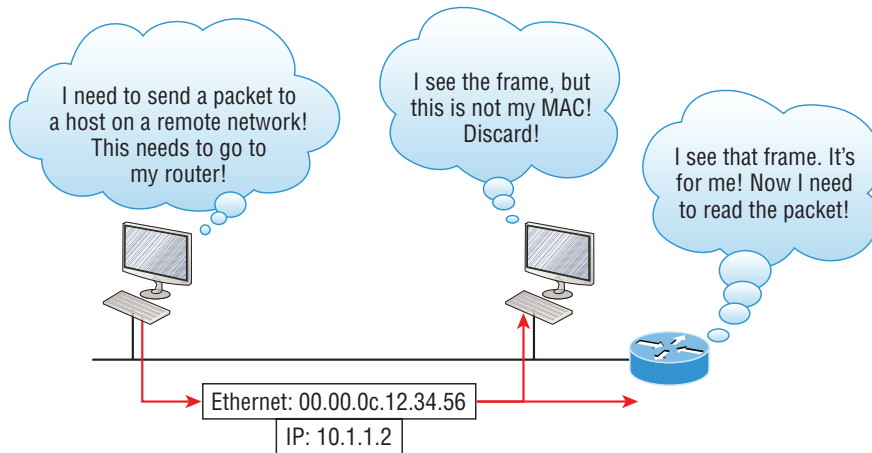 I need to send a packet to
a host on a remote network!
This needs to go to
my router!
I see the frame, but
this is not my MAC!
Discard!
I see that frame. It’s
for me! Now I need
to read the packet!
Ethernet: 00.00.0c.12.34.56
IP: 10.1.1.2